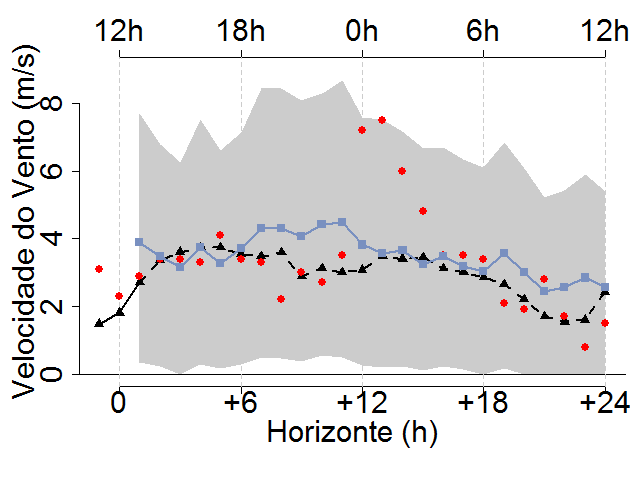 12h 18h 0h 6h 12h
Velocidade do Vento (m/s)
8
6
4
2
0
0 +6 +12 +18 +24
Horizonte (h)